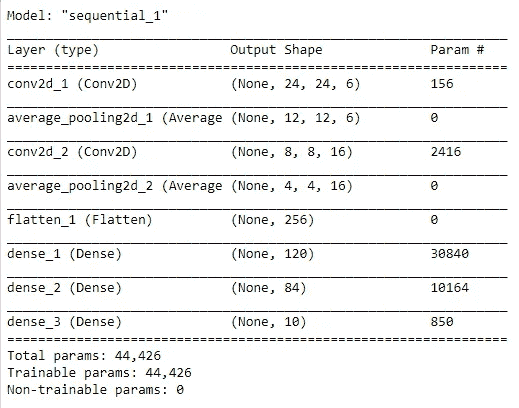 Model: "sequential_1"
Layer (type) Output Shape Param #
conv2d_1 (Conv2D) (None, 24, 24, 6) 156
average_pooling2d_1 (Average (None, 12, 12, 6) 0
conv2d_2 (Conv2D) (None, 8, 8, 16) 2416
average_pooling2d_2 (Average (None, 4, 4, 16) 0
flatten_1 (Flatten) (None, 256) 0
dense_1 (Dense) (None, 120) 30840
dense_2 (Dense) (None, 84) 10164
dense_3 (Dense) (None, 10) 850
Total params: 44,426
Trainable params: 44,426
Non-trainable params: 0